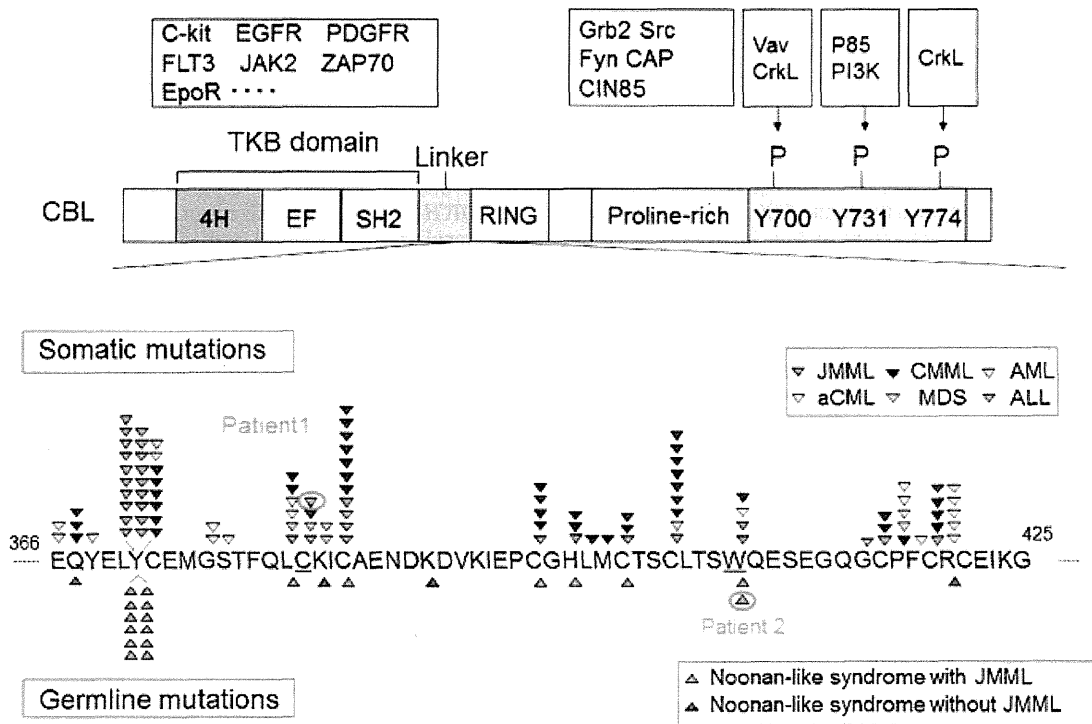 C-kit EGFR PDGFR
FLT3 JAK2 ZAP70
EpoR ····
Grb2 Src
Fyn CAP
CIN85
Vav
CrkL
P85
PI3K
CrkL
TKB domain
Linker
P P P
CBL
4H EF SH2 RING Proline-rich Y700 Y731 Y774
Somatic mutations
JMML CMML AML
aCML MDS ALL
Patient1
366 425
EQYELYCEMGSTFQLCKICAENDKDVKIEPCGHLMCTSCLTSWQESEGQGCPFCRCEIKG
Patient 2
Germline mutations
Noonan-like syndrome with JMML
Noonan-like syndrome without JMML